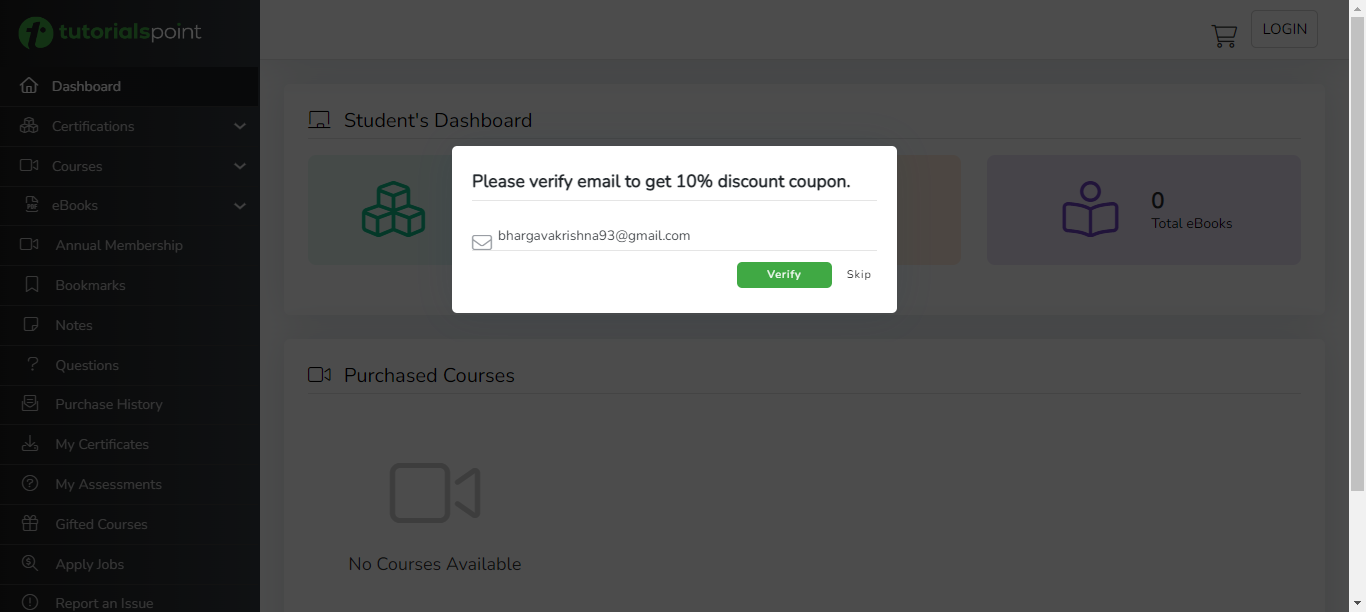 tutorialspoint
LOGIN
Dashboard
Certifications
Courses
eBooks
Annual Membership
Bookmarks
Notes
Questions
Purchase History
My Certificates
My Assessments
Gifted Courses
Apply Jobs
Report an Issue
Student's Dashboard
Please verify email to get 10% discount coupon.
bhargavakrishna93@gmail.com
Verify Skip
0
Total eBooks
Purchased Courses
No Courses Available